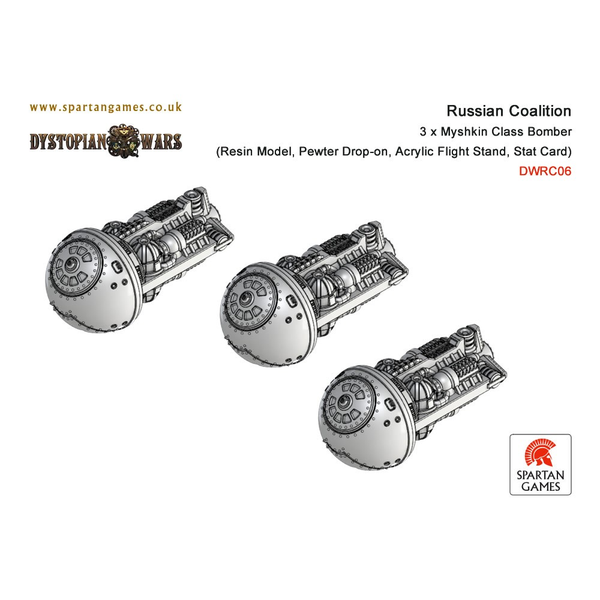 www.spartangames.co.uk
DYSTOPIAN WARS
Russian Coalition
3 x Myshkin Class Bomber
(Resin Model, Pewter Drop-on, Acrylic Flight Stand, Stat Card)
DWRC06
SPARTAN
GAMES